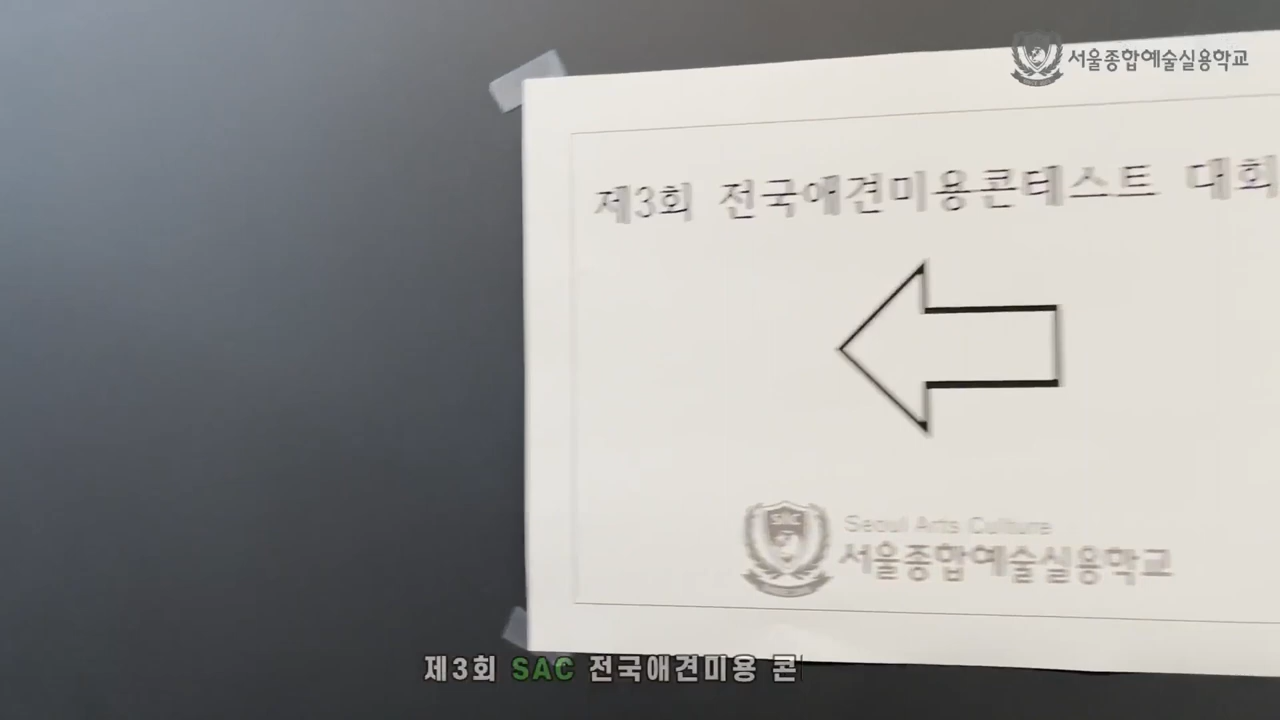 서울종합예술실용학교
제3회 전국애견미용콘테스트 대회
SAC
Seoul Arts Culture
서울종합예술실용학교
제3회 SAC 전국애견미용 콘